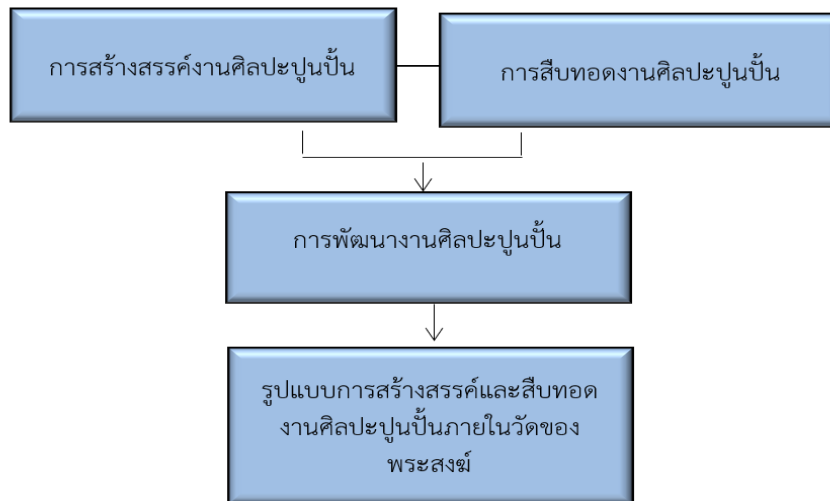 การสร้างสรรค์งานศิลปะปูนปั้น
การสืบทอดงานศิลปะปูนปั้น
การพัฒนางานศิลปะปูนปั้น
รูปแบบการสร้างสรรค์และสืบทอด
งานศิลปะปูนปั้นภายในวัดของ
พระสงฆ์